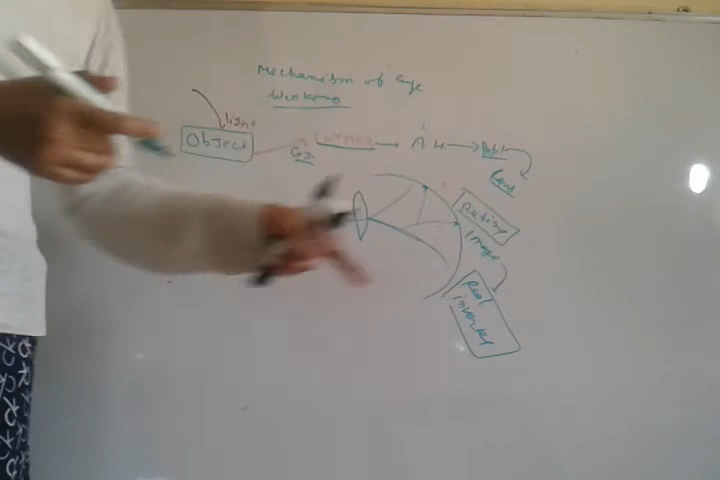 Mechanism of Eye
Working
light
Object
Cornea
A.H
Pupil
Lens
Retina
Image
Real
inverted